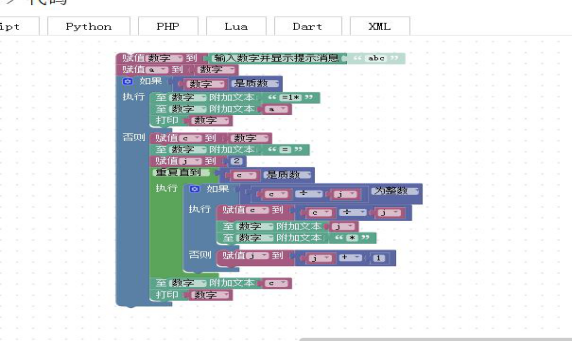 > 代码
ipt Python PHP Lua Dart XML
赋值 数字 到 输入数字并显示提示消息 “ abc ”
赋值 a 到 数字
如果 数字 是质数
执行 至 数字 附加文本 “ =1* ”
至 数字 附加文本 a
打印 数字
否则 赋值 c 到 数字
至 数字 附加文本 “ = ”
赋值 j 到 2
重复直到 c 是质数
执行 如果 c ÷ j 为整数
执行 赋值 c 到 c ÷ j
至 数字 附加文本 j
至 数字 附加文本 “ * ”
否则 赋值 j 到 j + 1
至 数字 附加文本 c
打印 数字